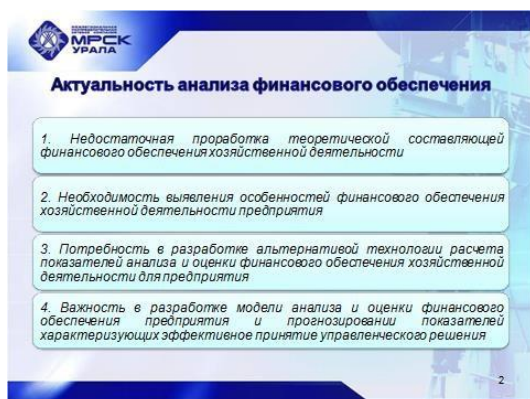 МРСК
УРАЛА
Актуальность анализа финансового обеспечения
1. Недостаточная проработка теоретической составляющей
финансового обеспечения хозяйственной деятельности
2. Необходимость выявления особенностей финансового обеспечения
хозяйственной деятельности предприятия
3. Потребность в разработке альтернативой технологии расчета
показателей анализа и оценки финансового обеспечения хозяйственной
деятельности для предприятия
4. Важность в разработке модели анализа и оценки финансового
обеспечения предприятия и прогнозировании показателей
характеризующих эффективное принятие управленческого решения
2